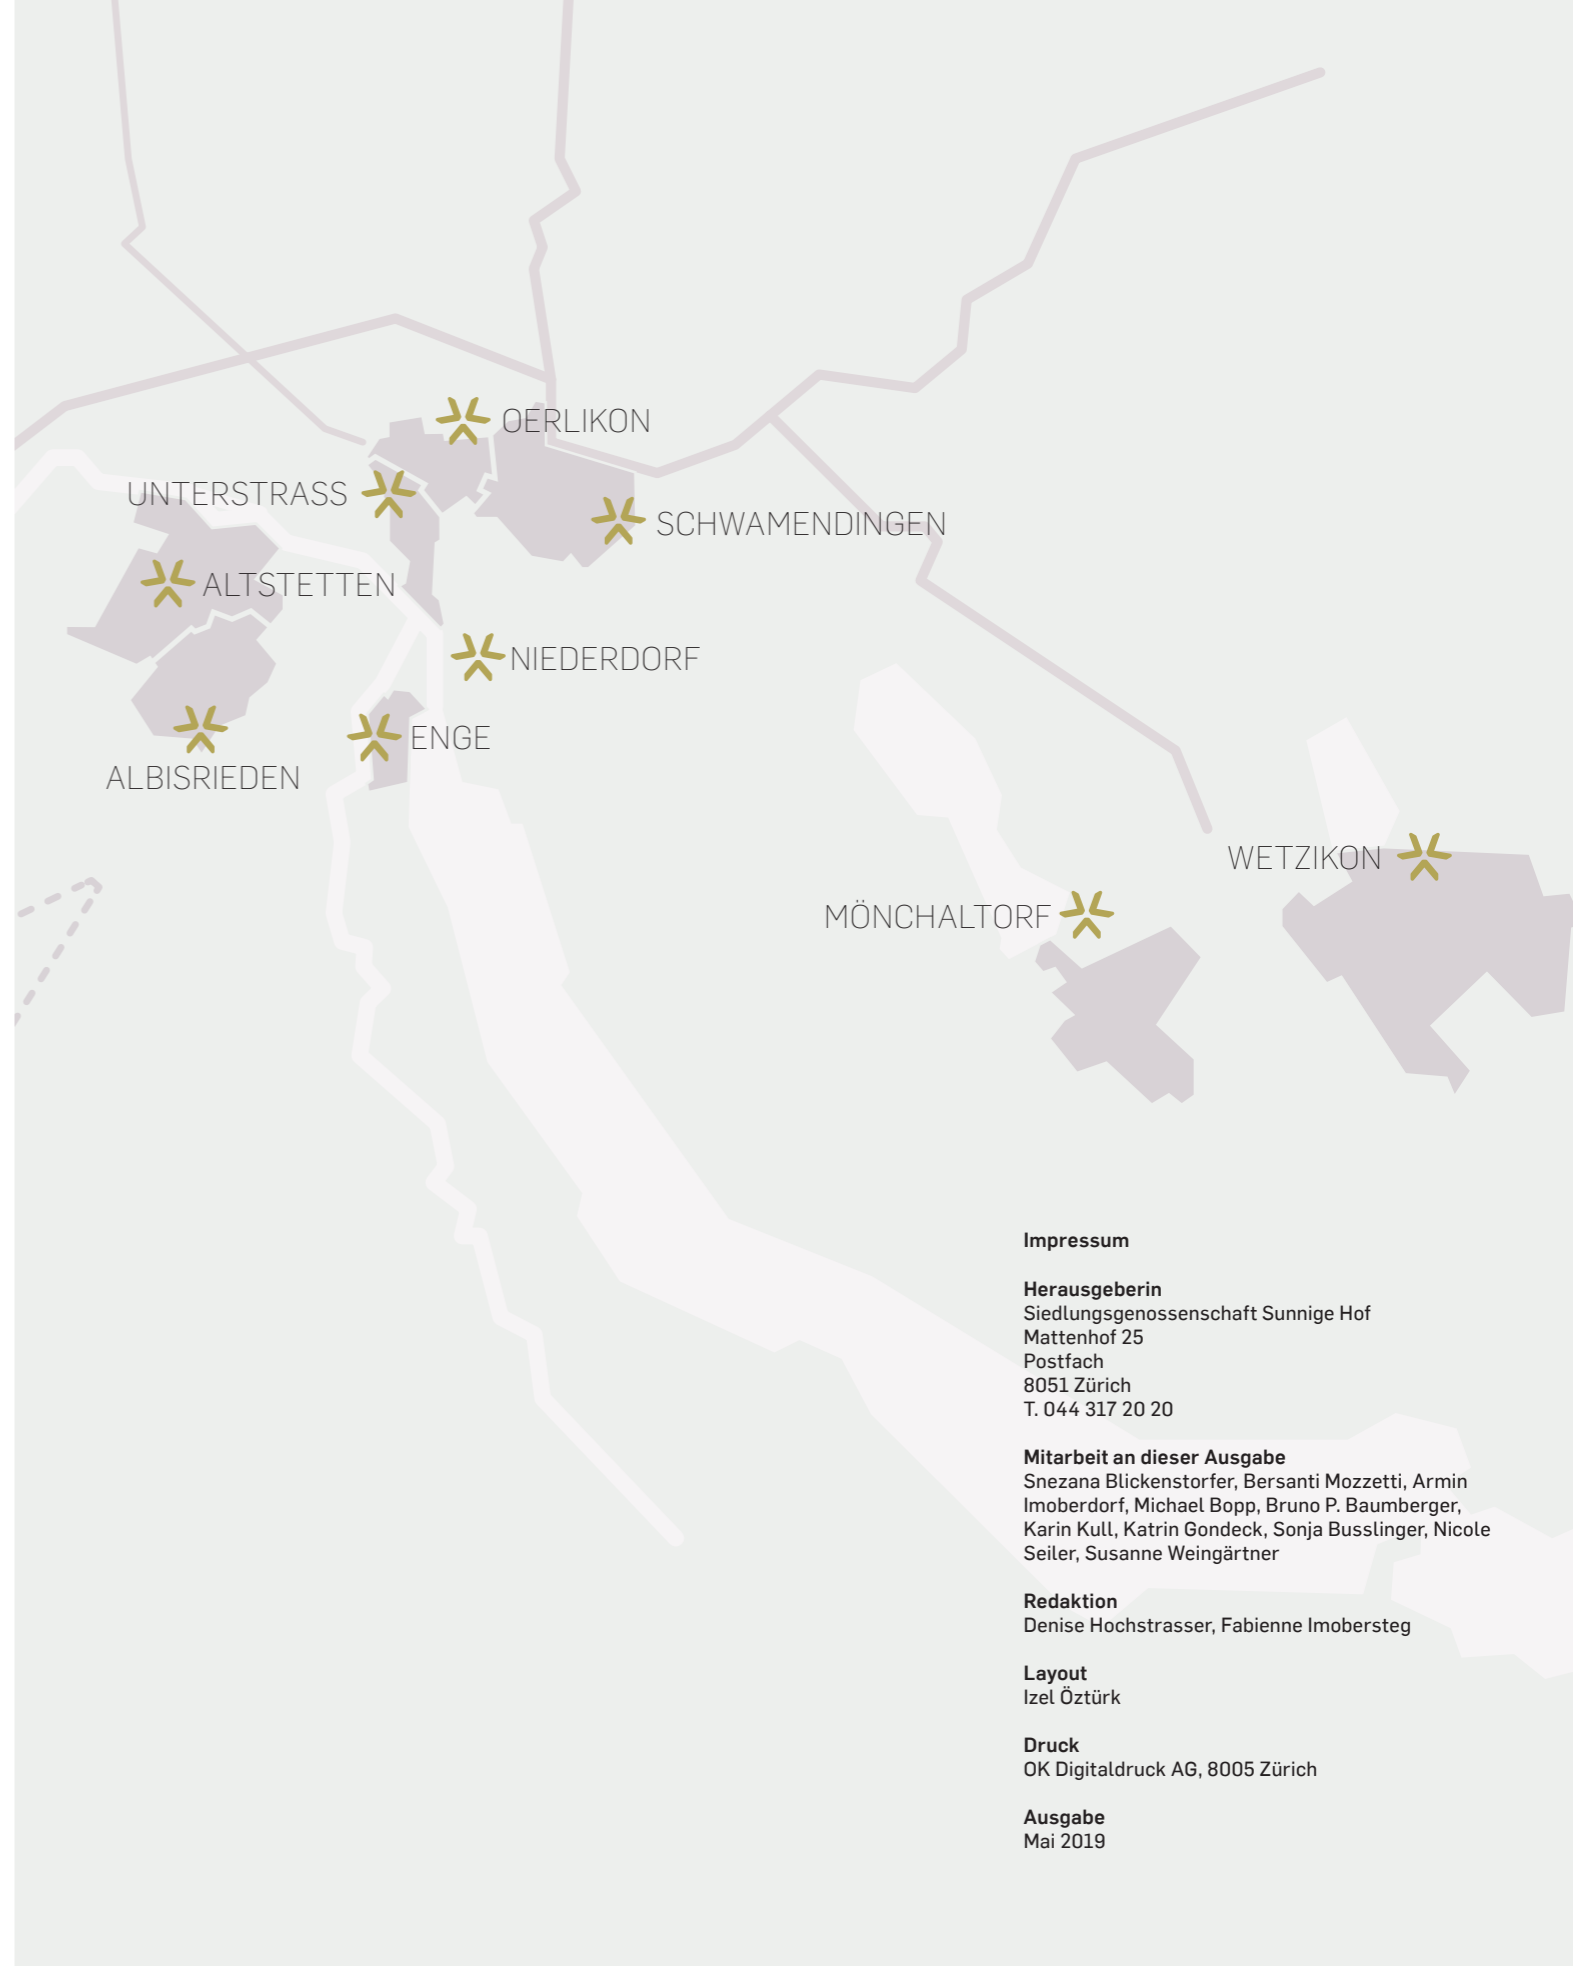 OERLIKON
UNTERSTRASS
SCHWAMENDINGEN
ALTSTETTEN
NIEDERDORF
ENGE
ALBISRIEDEN
WETZIKON
MÖNCHALTORF
Impressum
Herausgeberin
Siedlungsgenossenschaft Sunnige Hof
Mattenhof 25
Postfach
8051 Zürich
T. 044 317 20 20
Mitarbeit an dieser Ausgabe
Snezana Blickenstorfer, Bersanti Mozzetti, Armin
Imoberdorf, Michael Bopp, Bruno P. Baumberger,
Karin Kull, Katrin Gondeck, Sonja Busslinger, Nicole
Seiler, Susanne Weingärtner
Redaktion
Denise Hochstrasser, Fabienne Imobersteg
Layout
Izel Öztürk
Druck
OK Digitaldruck AG, 8005 Zürich
Ausgabe
Mai 2019